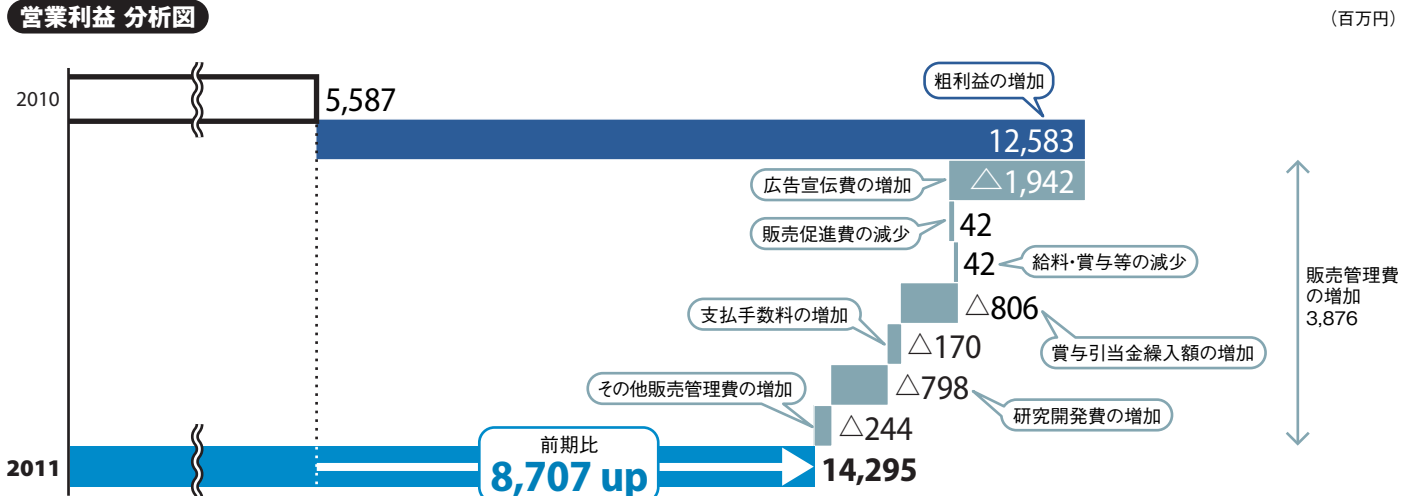 営業利益 分析図
（百万円）
2010
5,587
粗利益の増加
12,583
広告宣伝費の増加
△1,942
販売促進費の減少
42
42
給料・賞与等の減少
△806
賞与引当金繰入額の増加
支払手数料の増加
△170
△798
研究開発費の増加
その他販売管理費の増加
△244
販売管理費
の増加
3,876
2011
前期比
8,707 up
14,295